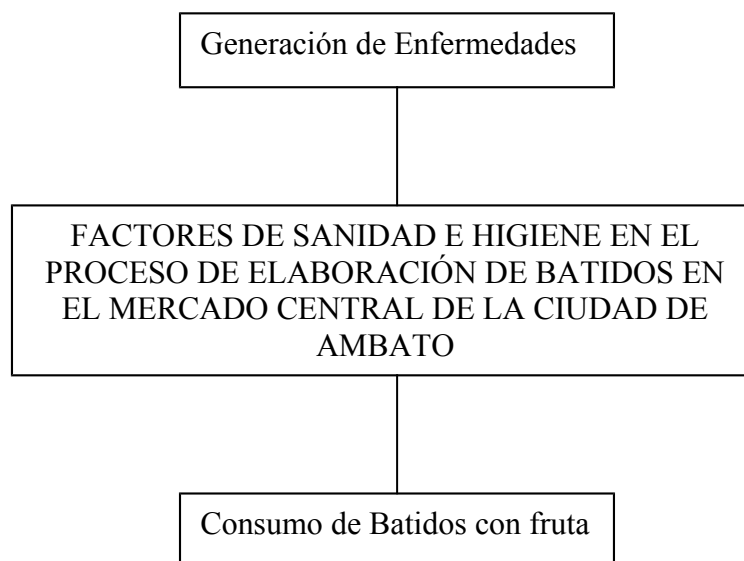 Generación de Enfermedades
FACTORES DE SANIDAD E HIGIENE EN EL
PROCESO DE ELABORACIÓN DE BATIDOS EN
EL MERCADO CENTRAL DE LA CIUDAD DE
AMBATO
Consumo de Batidos con fruta